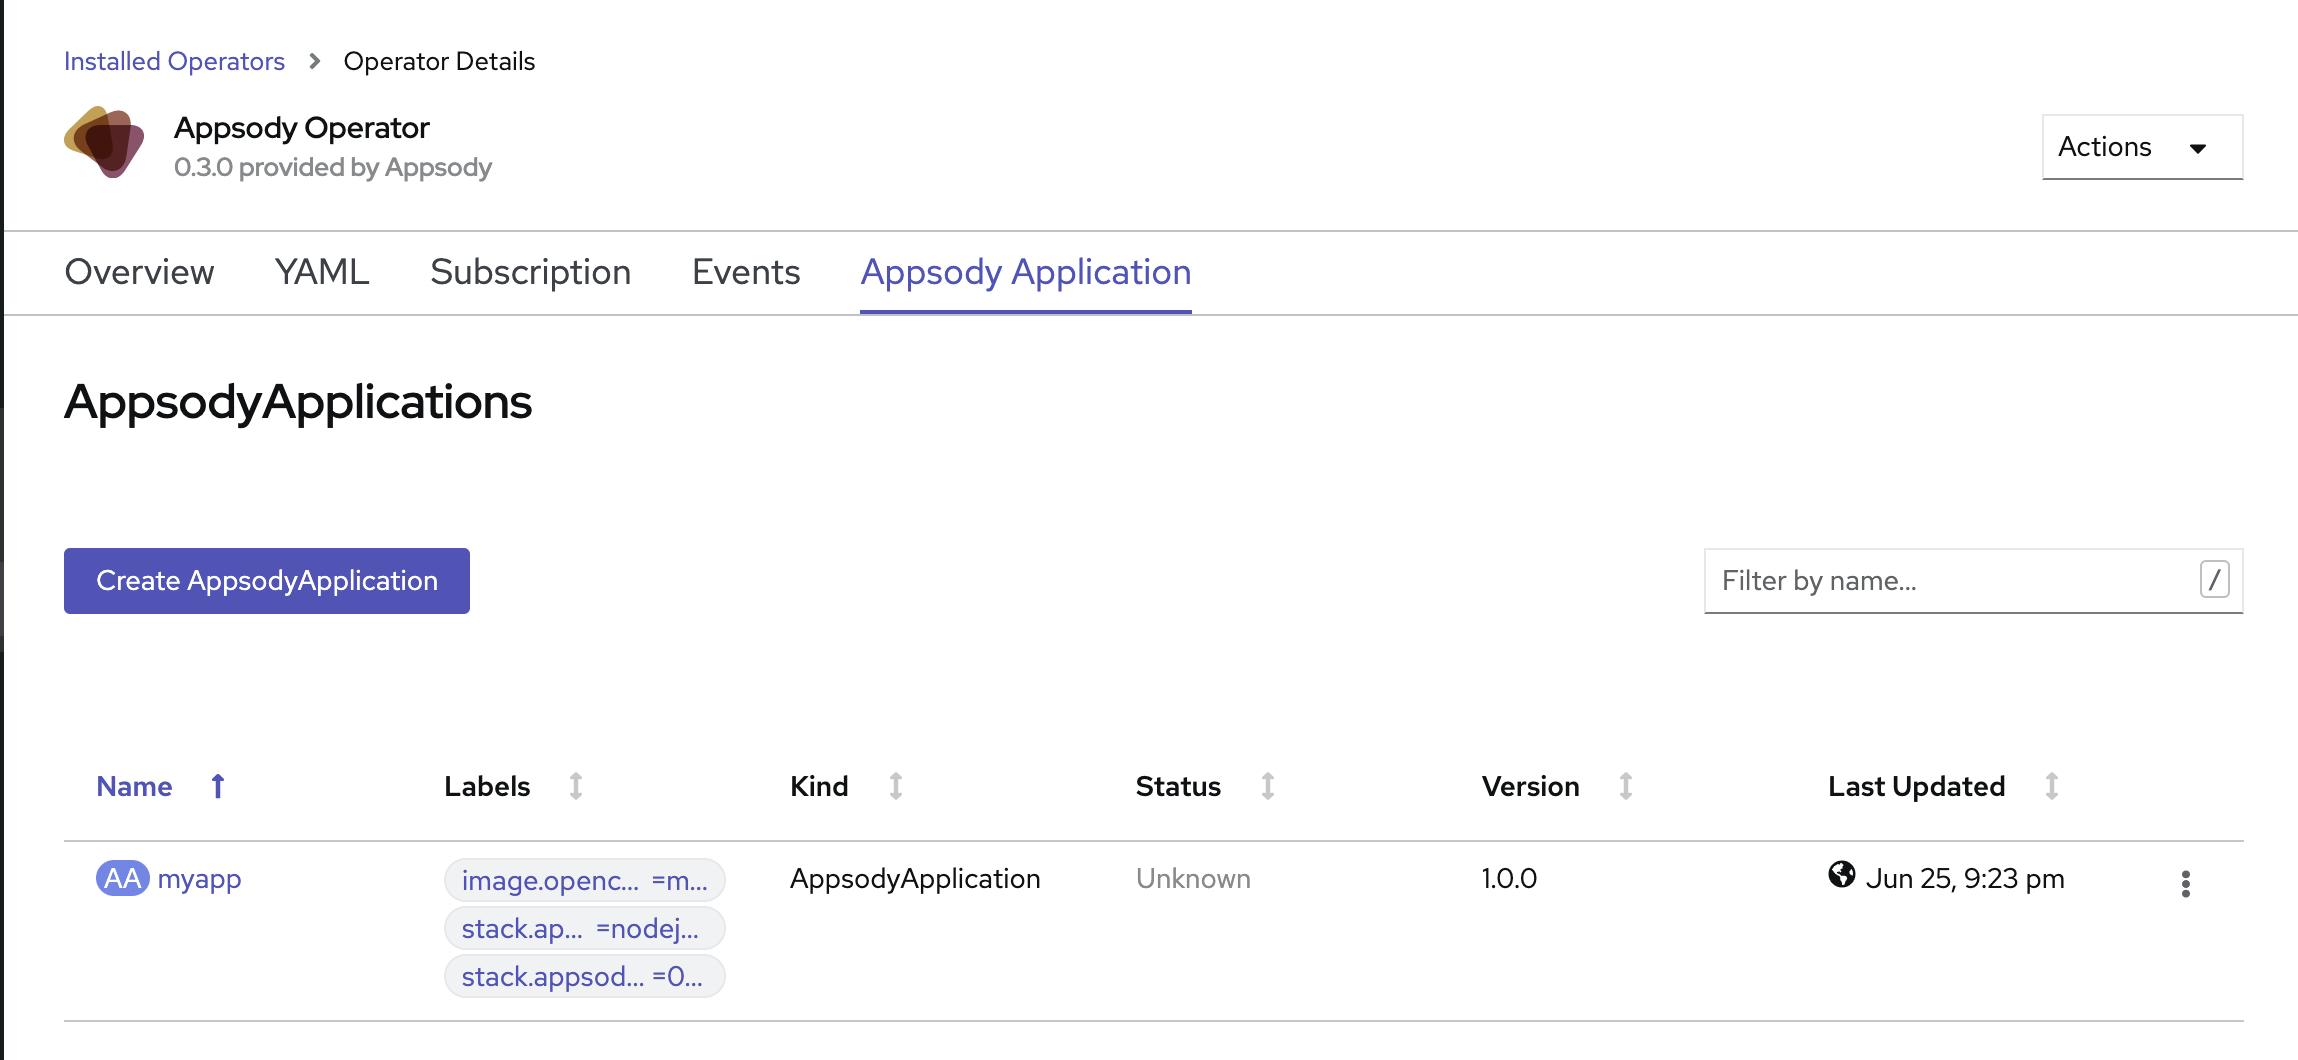 Installed Operators > Operator Details
Appsody Operator
0.3.0 provided by Appsody
Actions
Overview YAML Subscription Events Appsody Application
AppsodyApplications
Create AppsodyApplication
Filter by name...
/
Name Labels Kind Status Version Last Updated
AA myapp image.openc... =m... AppsodyApplication Unknown 1.0.0 Jun 25, 9:23 pm
stack.ap... =nodej...
stack.appsod... =0...